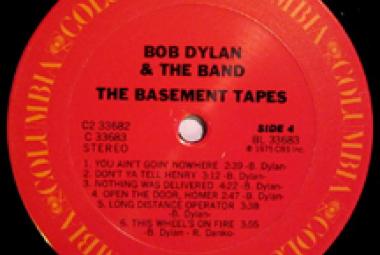 COLUMBIA
COLUMBIA
BOB DYLAN
& THE BAND
THE BASEMENT TAPES
C2 33682
C 33683
STEREO
SIDE 4
BL 33683
℗ 1975 CBS Inc.
1. YOU AIN'T GOIN' NOWHERE 2:39 -B. Dylan-
2. DON'T YA TELL HENRY 3:12 -B. Dylan-
3. NOTHING WAS DELIVERED 4:22 -B. Dylan-
4. OPEN THE DOOR, HOMER 2:47 -B. Dylan-
5. LONG DISTANCE OPERATOR 3:38
-B. Dylan-
6. THIS WHEEL'S ON FIRE 3:05
-B. Dylan - R. Danko-